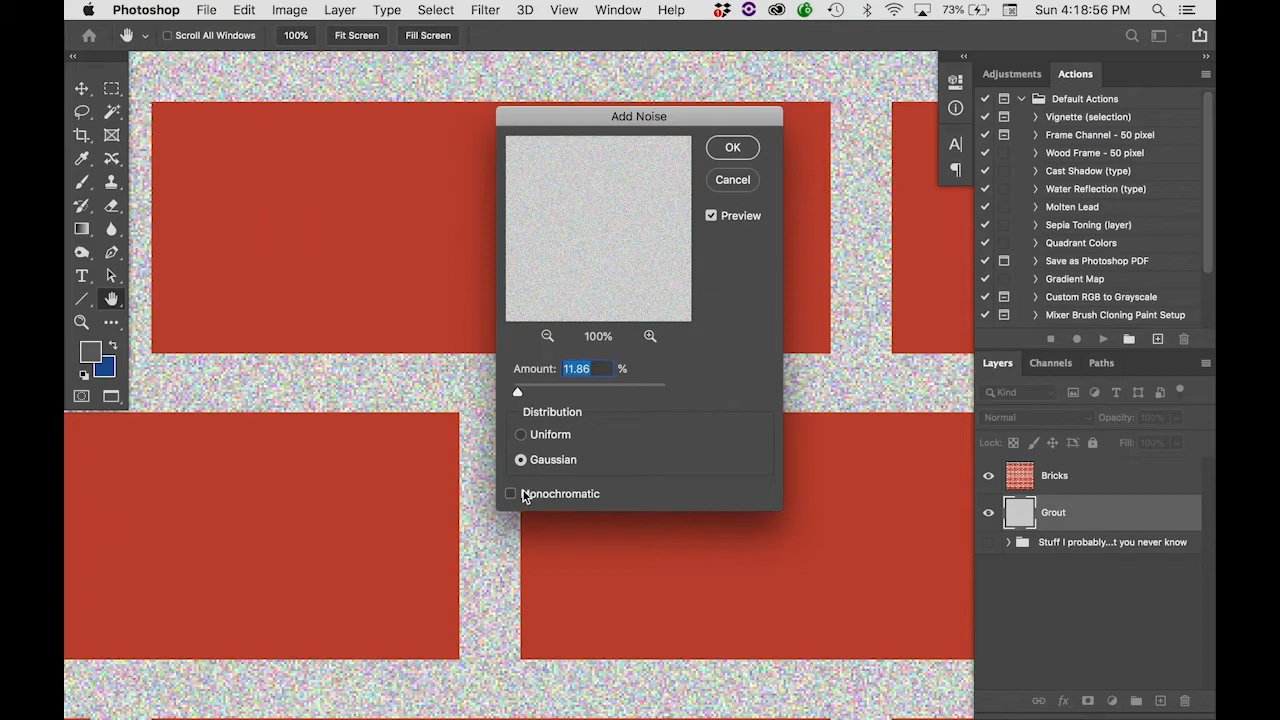 Photoshop File Edit Image Layer Type Select Filter 3D View Window Help 73% Sun 4:18:56 PM
Scroll All Windows 100% Fit Screen Fill Screen
Adjustments Actions
Default Actions
Vignette (selection)
Frame Channel - 50 pixel
Wood Frame - 50 pixel
Cast Shadow (type)
Water Reflection (type)
Molten Lead
Sepia Toning (layer)
Quadrant Colors
Save as Photoshop PDF
Gradient Map
Custom RGB to Grayscale
Mixer Brush Cloning Paint Setup
Add Noise
OK
Cancel
Preview
100%
Amount: 11.86 %
Distribution
Uniform
Gaussian
Monochromatic
Layers Channels Paths
Kind
Normal Opacity: 100%
Lock: Fill: 100%
Bricks
Grout
Stuff I probably...t you never know